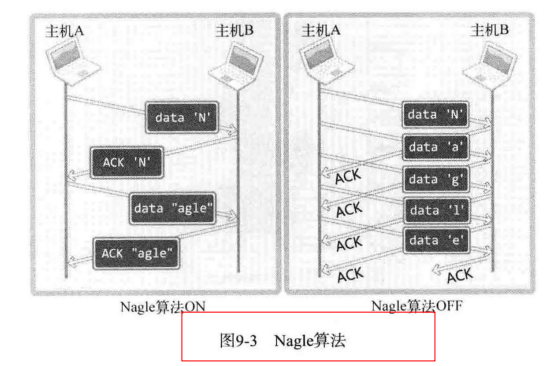 主机A
主机B
data 'N'
ACK 'N'
data "agle"
ACK "agle"
Nagle算法ON
主机A
主机B
data 'N'
data 'a'
ACK
data 'g'
ACK
data 'l'
ACK
data 'e'
ACK
ACK
Nagle算法OFF
图9-3 Nagle算法